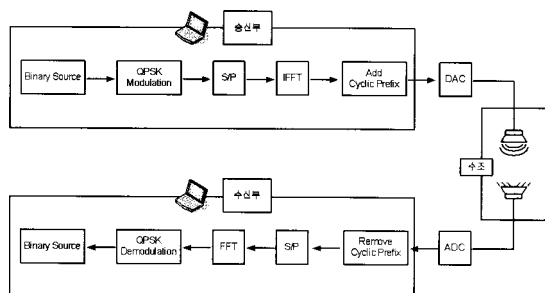 송신부
Binary Source
QPSK
Modulation
S/P
IFFT
Add
Cyclic Prefix
DAC
수조
수신부
Binary Source
QPSK
Demodulation
FFT
S/P
Remove
Cyclic Prefix
ADC